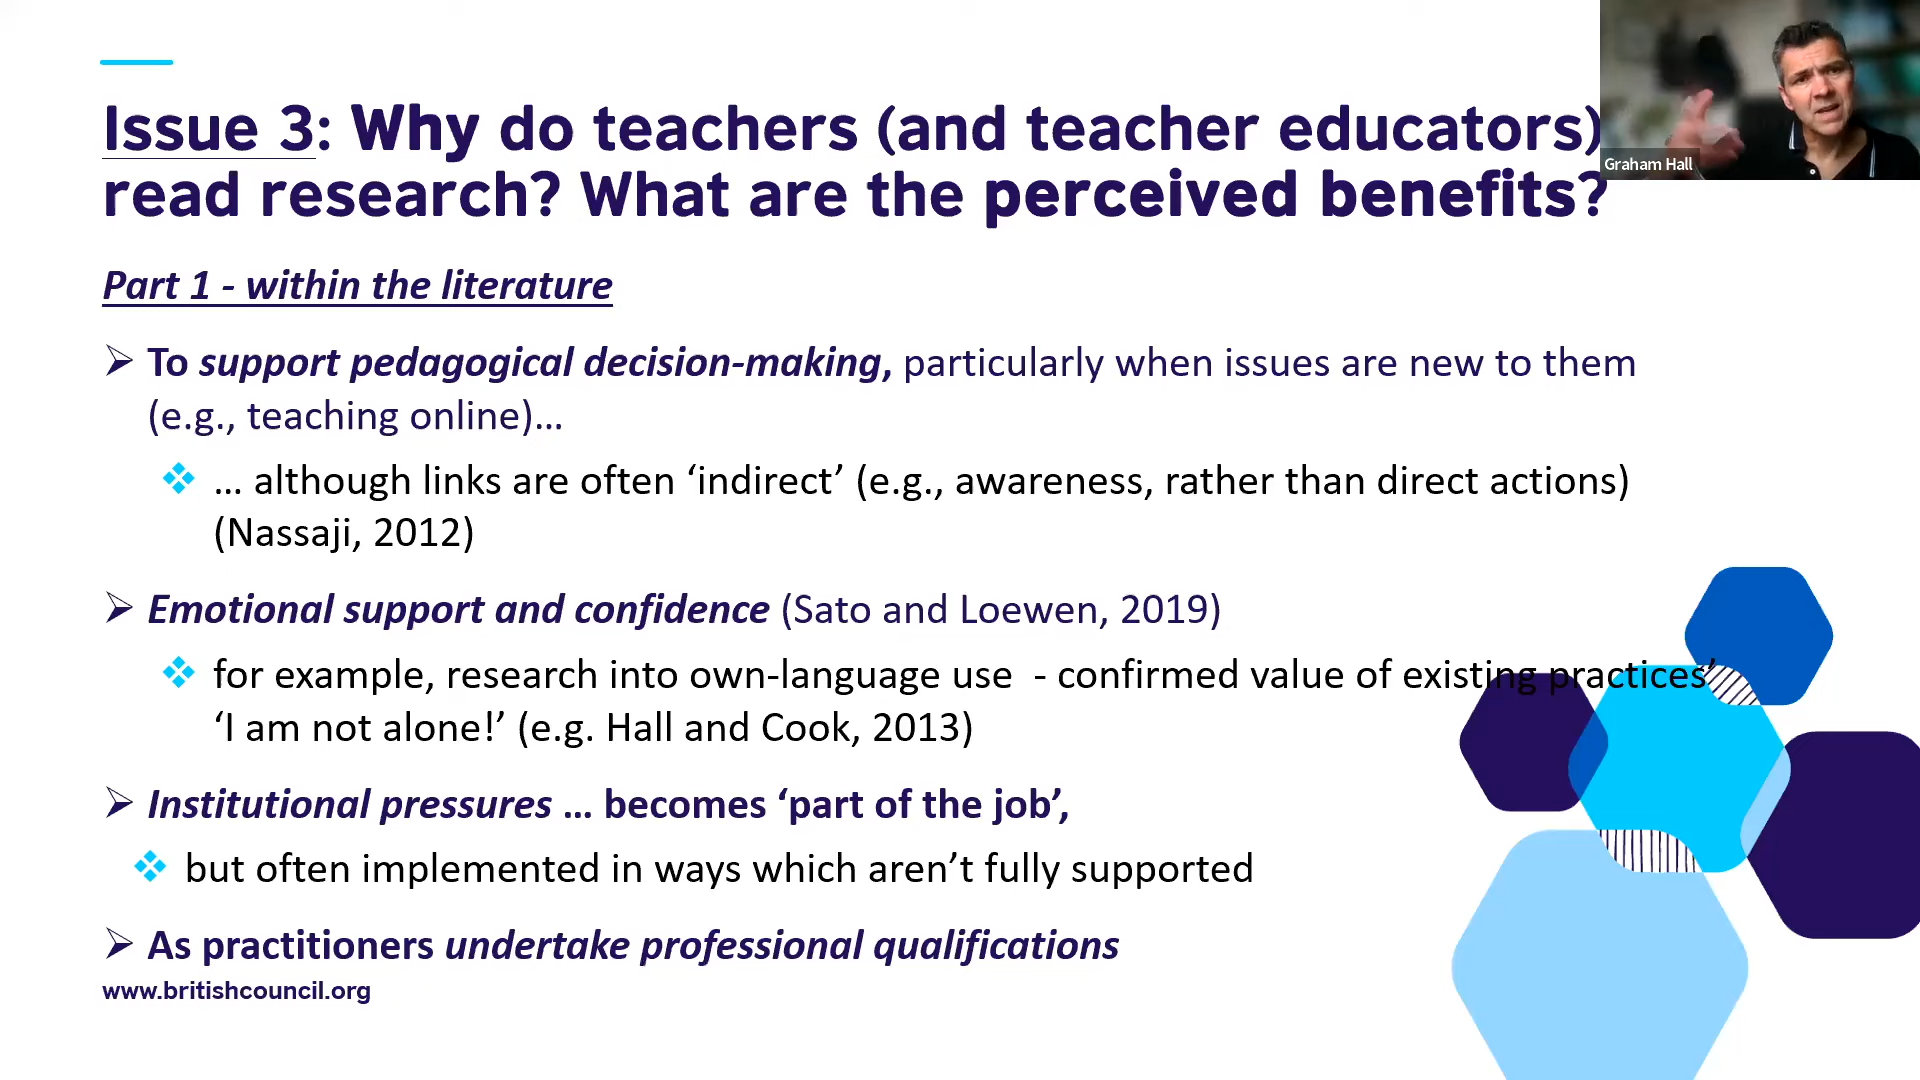 Issue 3: Why do teachers (and teacher educators)
read research? What are the perceived benefits?
Graham Hall
Part 1 - within the literature
To support pedagogical decision-making, particularly when issues are new to them
(e.g., teaching online)…
… although links are often ‘indirect’ (e.g., awareness, rather than direct actions)
(Nassaji, 2012)
Emotional support and confidence (Sato and Loewen, 2019)
for example, research into own-language use - confirmed value of existing practices’
‘I am not alone!’ (e.g. Hall and Cook, 2013)
Institutional pressures … becomes ‘part of the job’,
but often implemented in ways which aren’t fully supported
As practitioners undertake professional qualifications
www.britishcouncil.org